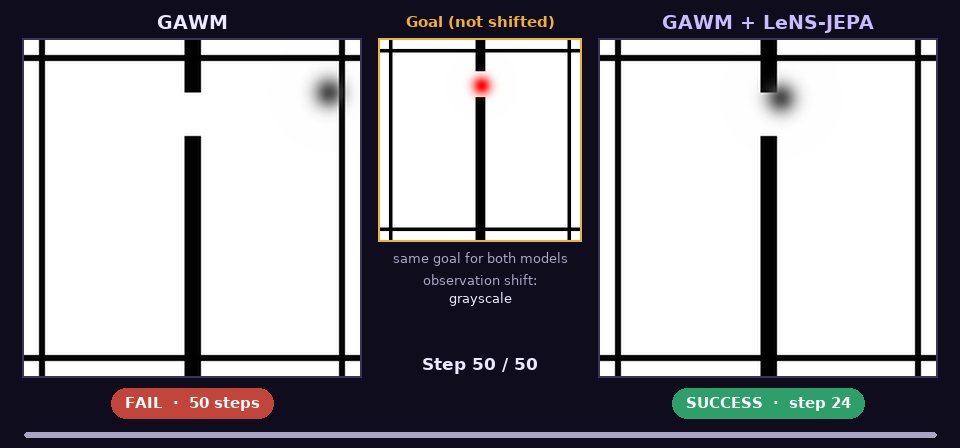 GAWM
Goal (not shifted)
GAWM + LeNS-JEPA
same goal for both models
observation shift:
grayscale
Step 50 / 50
FAIL · 50 steps
SUCCESS · step 24